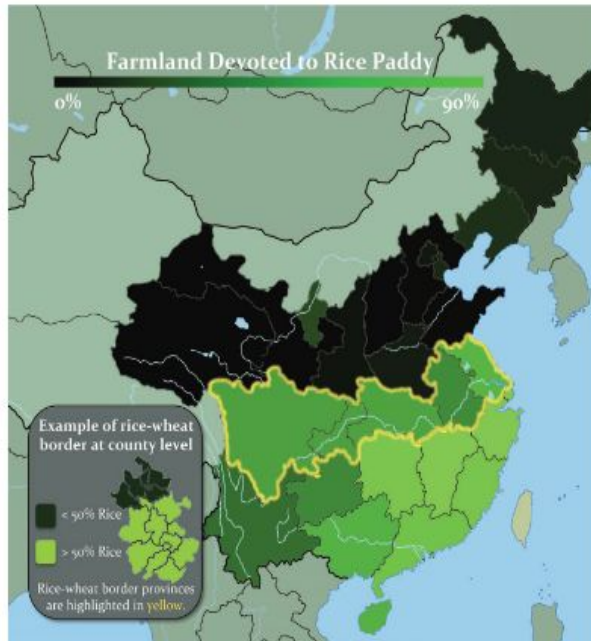 Farmland Devoted to Rice Paddy
0%
90%
Example of rice-wheat
border at county level
< 50% Rice
> 50% Rice
Rice-wheat border provinces
are highlighted in yellow.